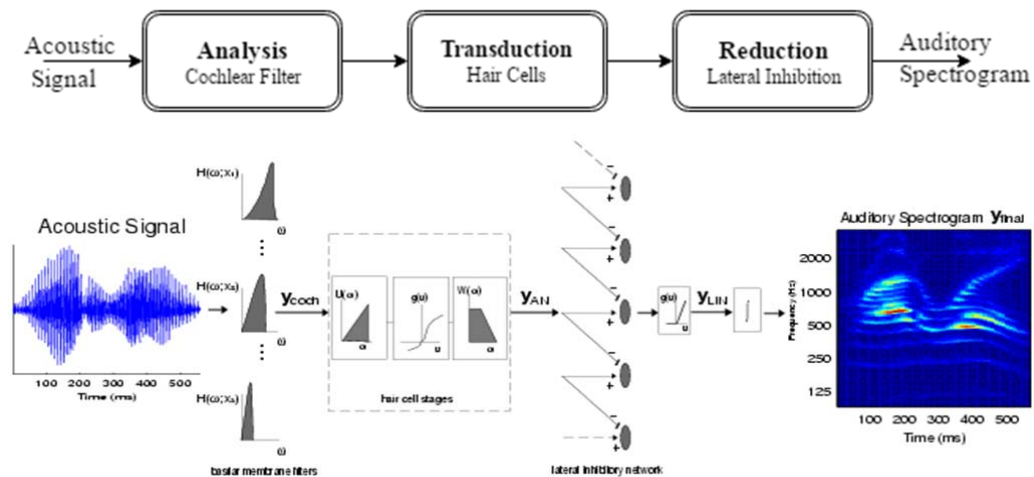 Acoustic
Signal
Analysis
Cochlear Filter
Transduction
Hair Cells
Reduction
Lateral Inhibition
Auditory
Spectrogram
Acoustic Signal
100 200 300 400 500
Time (ms)
H(ω;x₁)
ω
H(ω;xₙ)
ω
ω
basilar membrane filters
ycoch
U(ω)
ω
g(u)
u
W(ω)
ω
hair cell stages
yAN
−
+
−
+
−
+
−
+
−
+
lateral inhibitory network
g(u)
u
yLIN
Auditory Spectrogram yfinal
Frequency (Hz)
2000
1000
500
250
125
100 200 300 400 500
Time (ms)